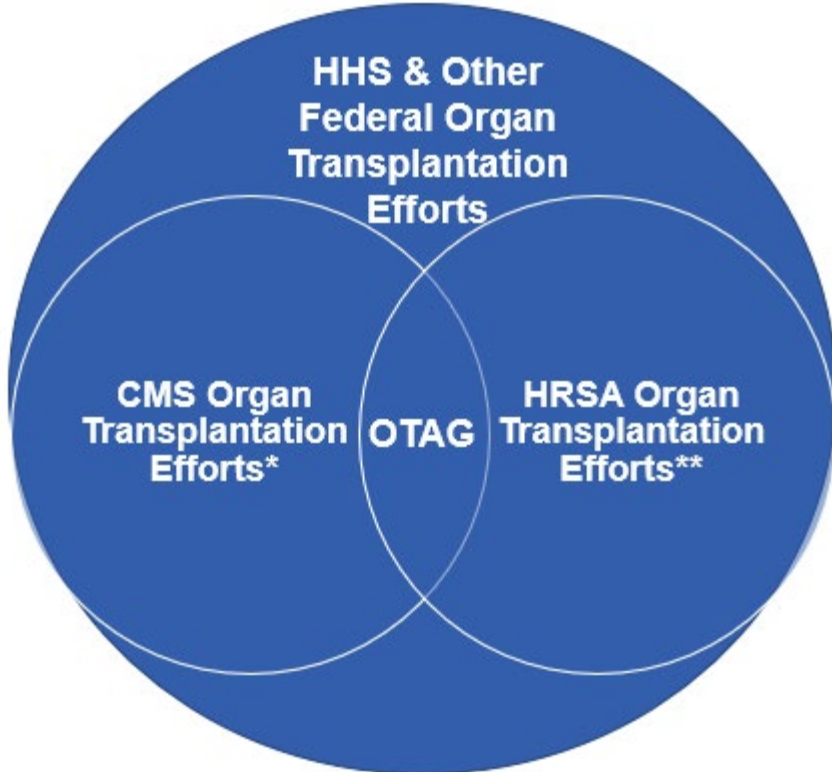 HHS & Other
Federal Organ
Transplantation
Efforts
CMS Organ
Transplantation
Efforts*
OTAG
HRSA Organ
Transplantation
Efforts**